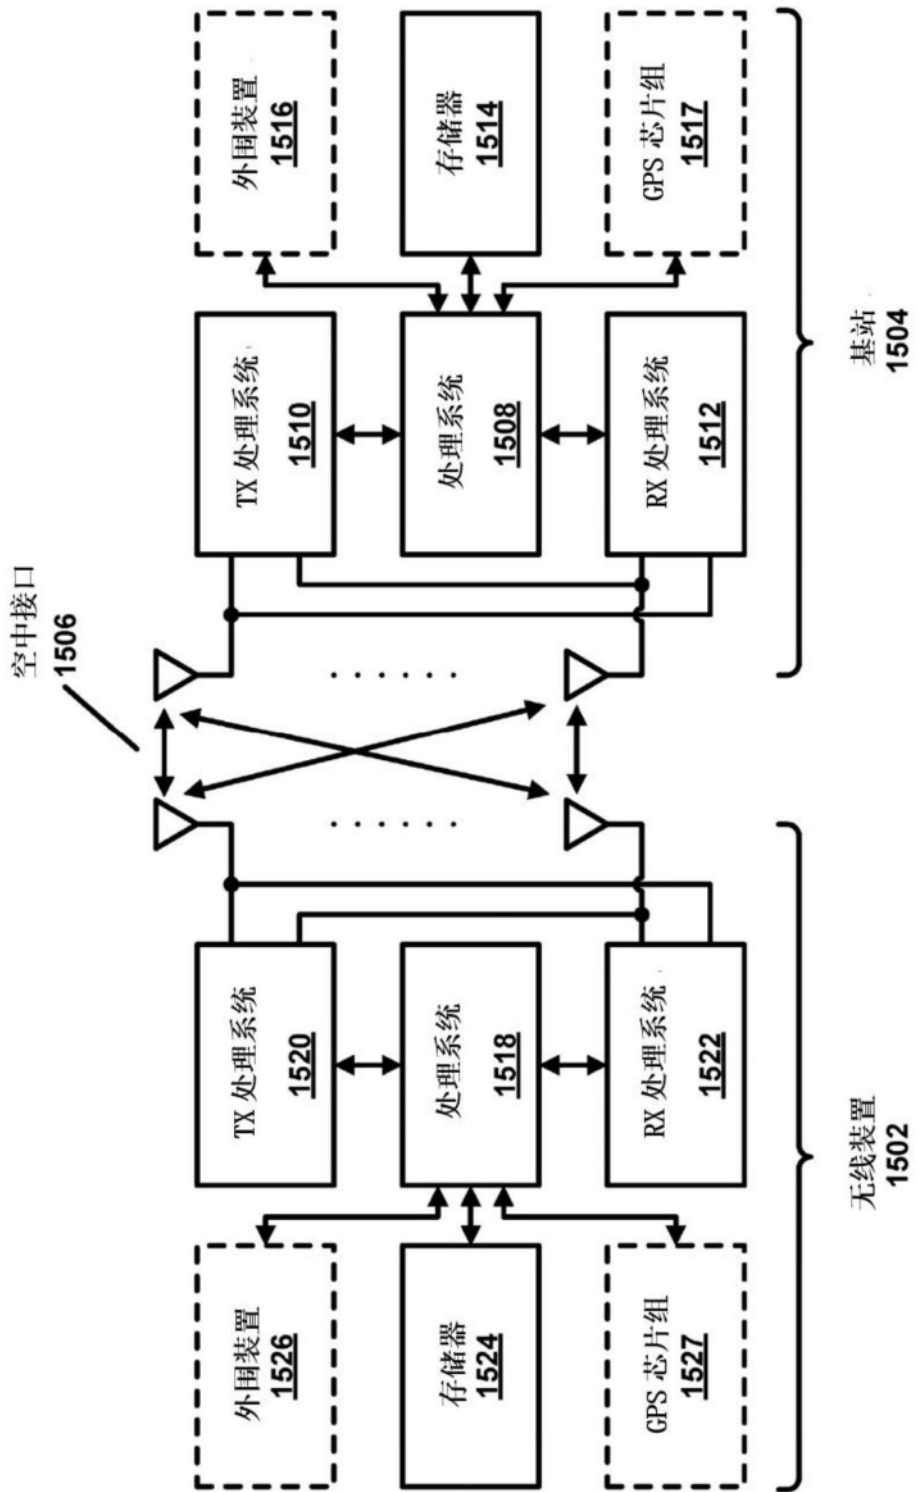 空中接口
1506
外围装置
1526
TX 处理系统
1520
TX 处理系统
1510
外围装置
1516
存储器
1524
处理系统
1518
处理系统
1508
存储器
1514
GPS 芯片组
1527
RX 处理系统
1522
RX 处理系统
1512
GPS 芯片组
1517
无线装置
1502
基站
1504